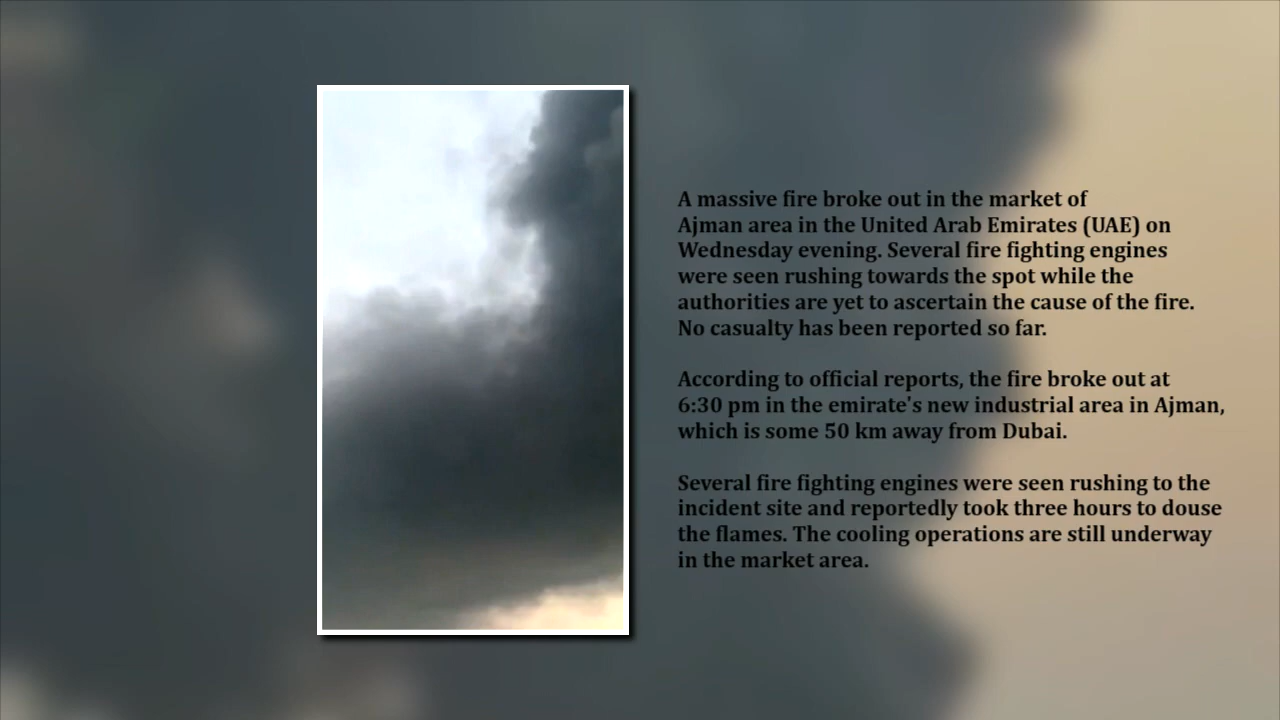 A massive fire broke out in the market of
Ajman area in the United Arab Emirates (UAE) on
Wednesday evening. Several fire fighting engines
were seen rushing towards the spot while the
authorities are yet to ascertain the cause of the fire.
No casualty has been reported so far.
According to official reports, the fire broke out at
6:30 pm in the emirate's new industrial area in Ajman,
which is some 50 km away from Dubai.
Several fire fighting engines were seen rushing to the
incident site and reportedly took three hours to douse
the flames. The cooling operations are still underway
in the market area.